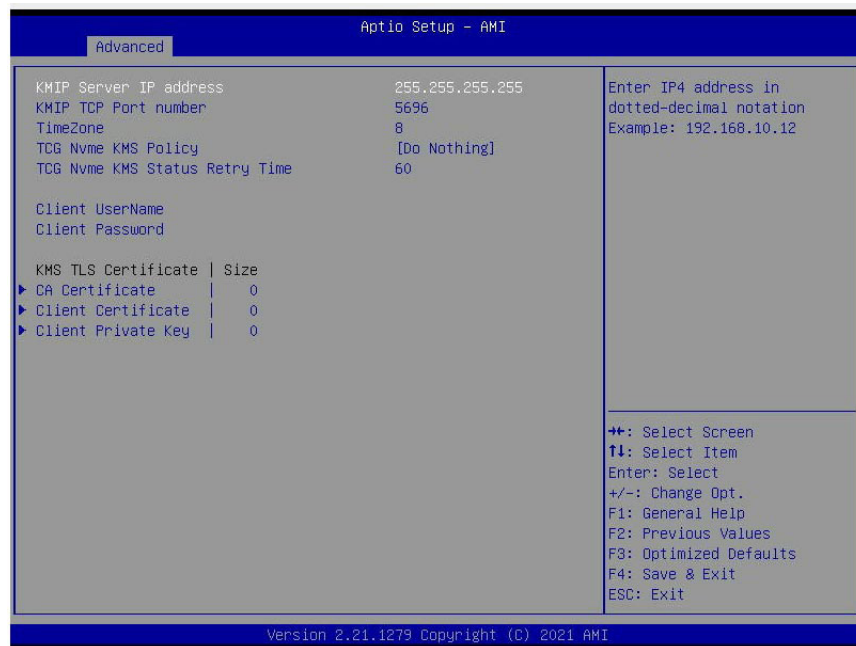 Aptio Setup - AMI
Advanced
KMIP Server IP address 255.255.255.255
KMIP TCP Port number 5696
TimeZone 8
TCG Nvme KMS Policy [Do Nothing]
TCG Nvme KMS Status Retry Time 60
Client UserName
Client Password
KMS TLS Certificate | Size
CA Certificate | 0
Client Certificate | 0
Client Private Key | 0
Enter IP4 address in
dotted-decimal notation
Example: 192.168.10.12
→←: Select Screen
↑↓: Select Item
Enter: Select
+/-: Change Opt.
F1: General Help
F2: Previous Values
F3: Optimized Defaults
F4: Save & Exit
ESC: Exit
Version 2.21.1279 Copyright (C) 2021 AMI